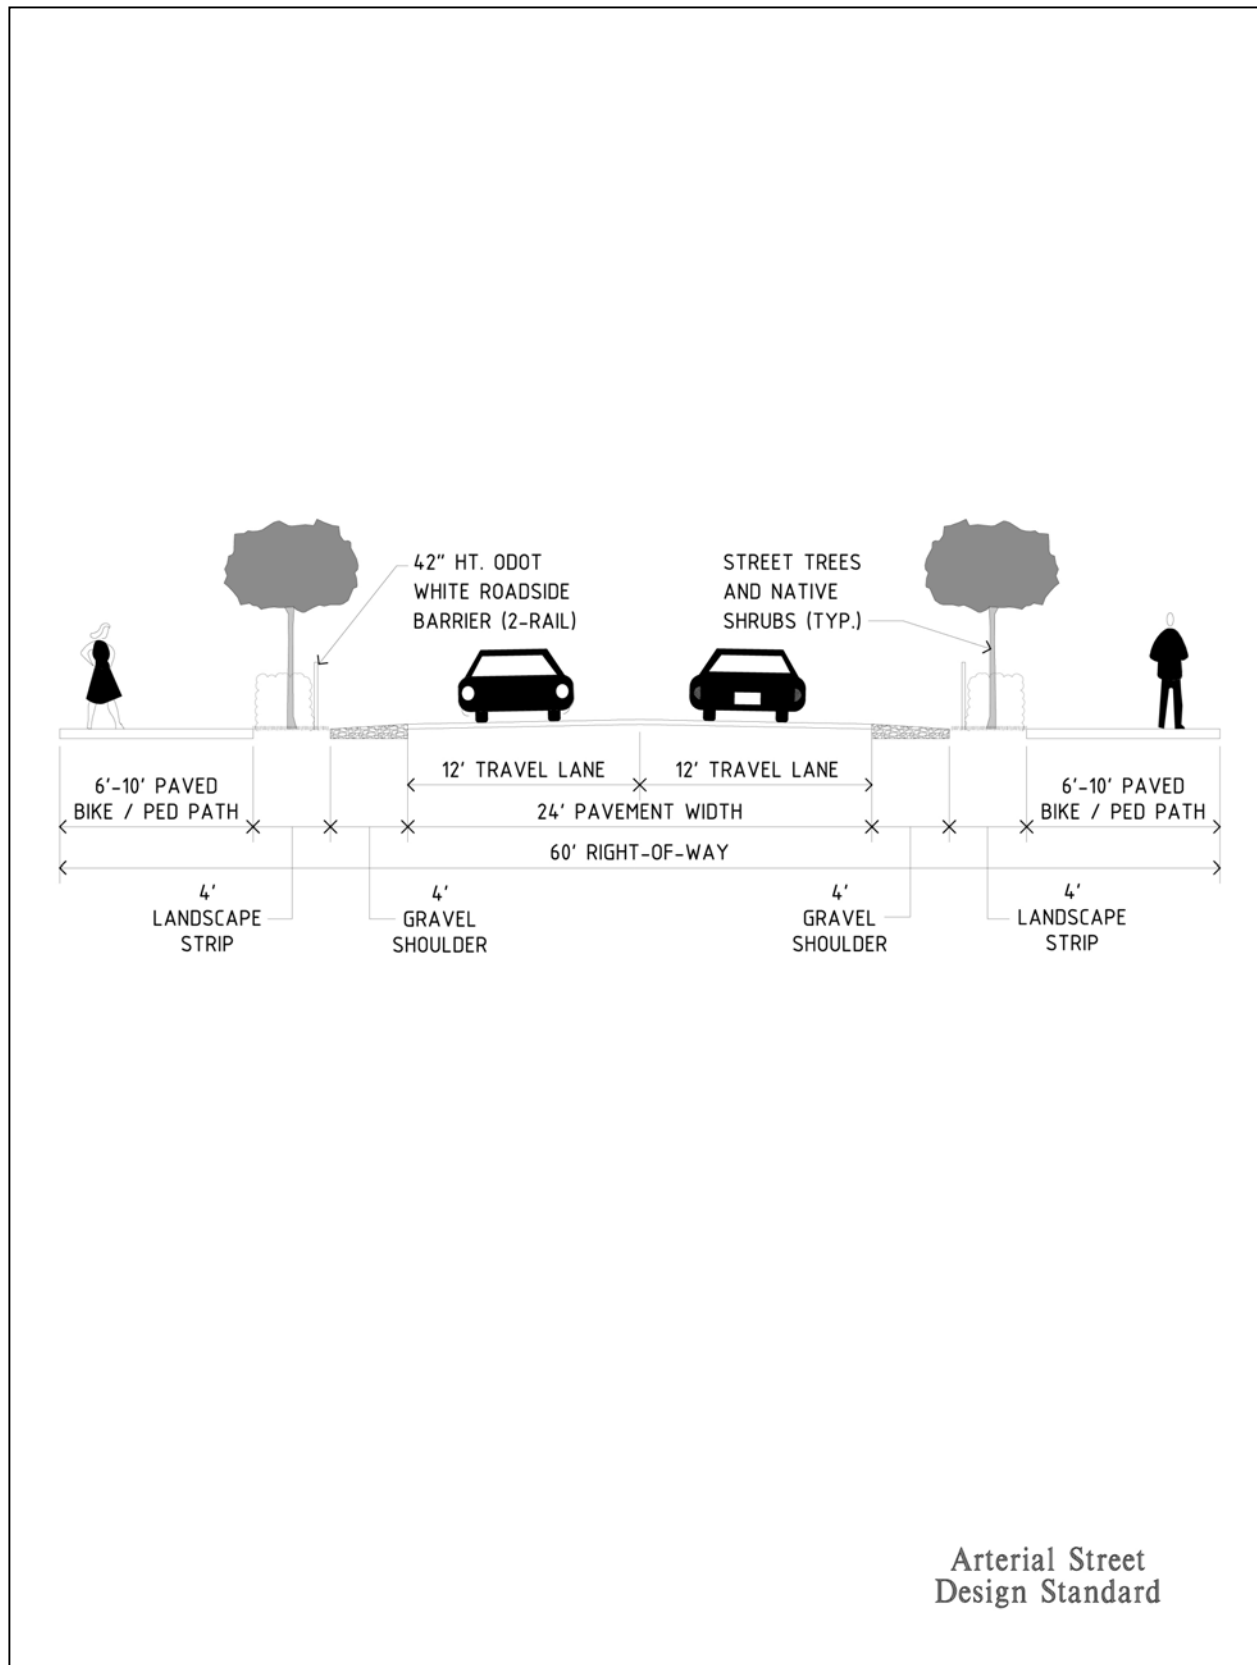 42" HT. ODOT
WHITE ROADSIDE
BARRIER (2-RAIL)
STREET TREES
AND NATIVE
SHRUBS (TYP.)
12' TRAVEL LANE
12' TRAVEL LANE
6'-10' PAVED
BIKE / PED PATH
24' PAVEMENT WIDTH
6'-10' PAVED
BIKE / PED PATH
60' RIGHT-OF-WAY
4'
LANDSCAPE
STRIP
4'
GRAVEL
SHOULDER
4'
GRAVEL
SHOULDER
4'
LANDSCAPE
STRIP
Arterial Street
Design Standard